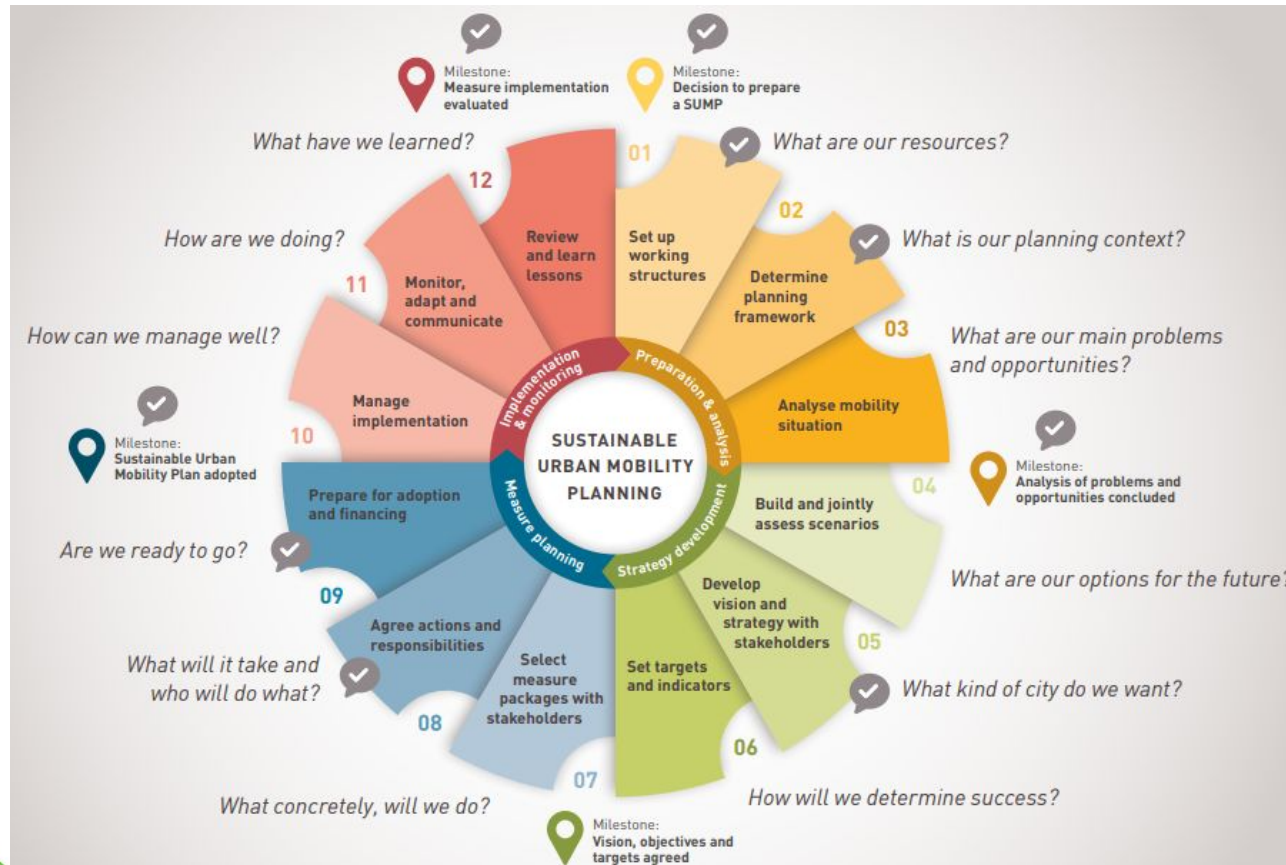 Milestone:
Measure implementation
evaluated
Milestone:
Decision to prepare
a SUMP
What have we learned?
What are our resources?
12
01
Review
and learn
lessons
Set up
working
structures
02
What is our planning context?
Determine
planning
framework
03
What are our main problems
and opportunities?
Analyse mobility
situation
Milestone:
Analysis of problems and
opportunities concluded
04
Build and jointly
assess scenarios
What are our options for the future?
05
Develop
vision and
strategy with
stakeholders
What kind of city do we want?
06
Set targets
and indicators
How will we determine success?
Milestone:
Vision, objectives and
targets agreed
07
Select
measure
packages with
stakeholders
What concretely, will we do?
08
Agree actions and
responsibilities
What will it take and
who will do what?
09
Prepare for adoption
and financing
Are we ready to go?
Milestone:
Sustainable Urban
Mobility Plan adopted
10
Manage
implementation
How can we manage well?
11
Monitor,
adapt and
communicate
How are we doing?
Implementation
& monitoring
Preparation & analysis
Strategy development
Measure planning
SUSTAINABLE
URBAN MOBILITY
PLANNING